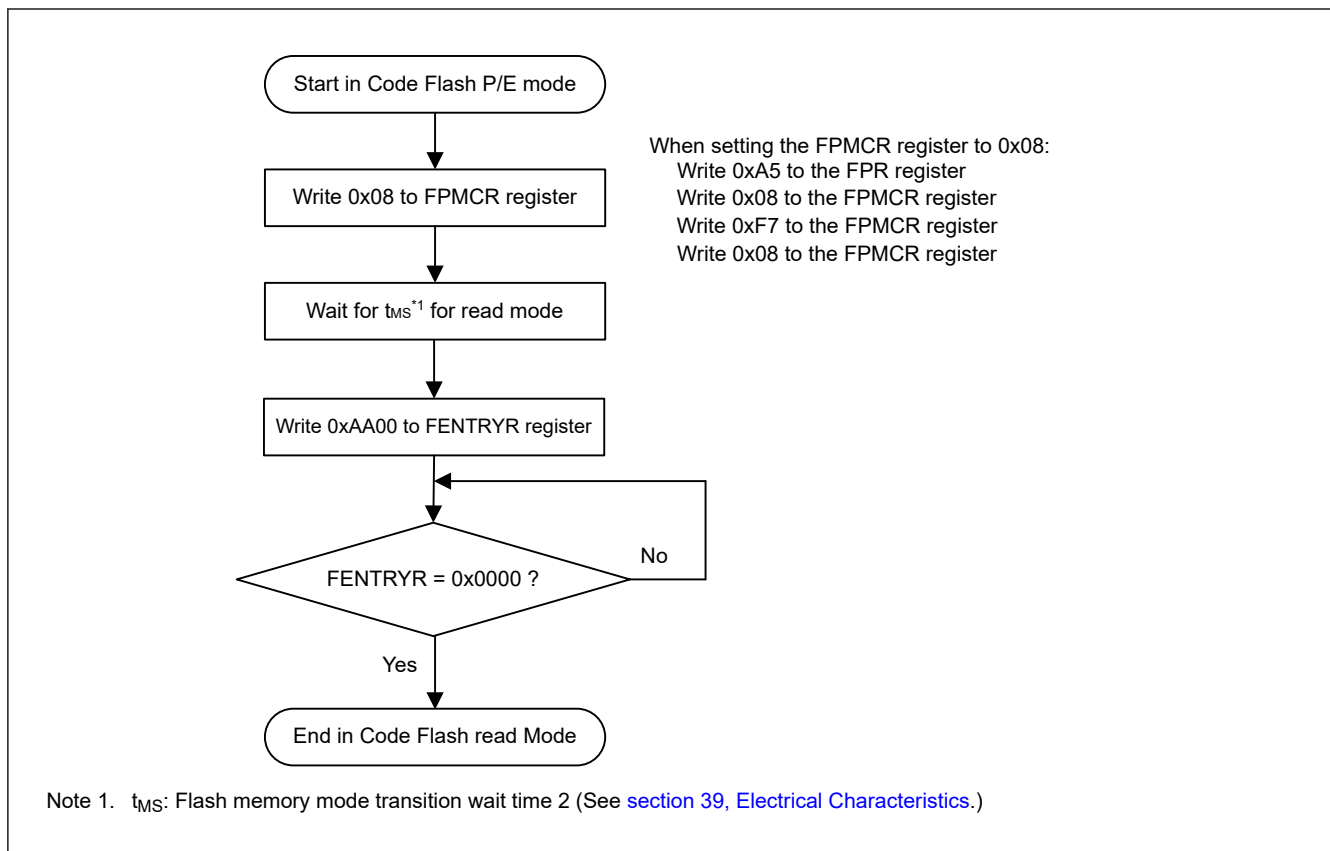 Start in Code Flash P/E mode
When setting the FPMCR register to 0x08:
Write 0xA5 to the FPR register
Write 0x08 to the FPMCR register
Write 0xF7 to the FPMCR register
Write 0x08 to the FPMCR register
Write 0x08 to FPMCR register
Wait for tMS*1 for read mode
Write 0xAA00 to FENTRYR register
FENTRYR = 0x0000 ?
No
Yes
End in Code Flash read Mode
Note 1. tMS: Flash memory mode transition wait time 2 (See section 39, Electrical Characteristics.)